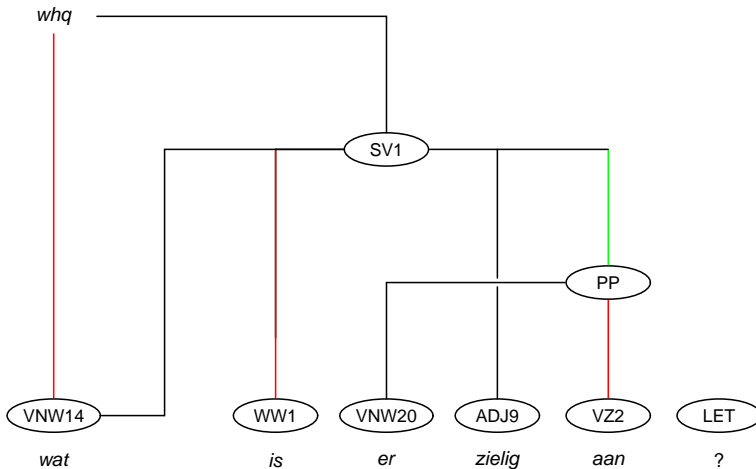 whq
SV1
PP
VNW14 WW1 VNW20 ADJ9 VZ2 LET
wat is er zielig aan ?